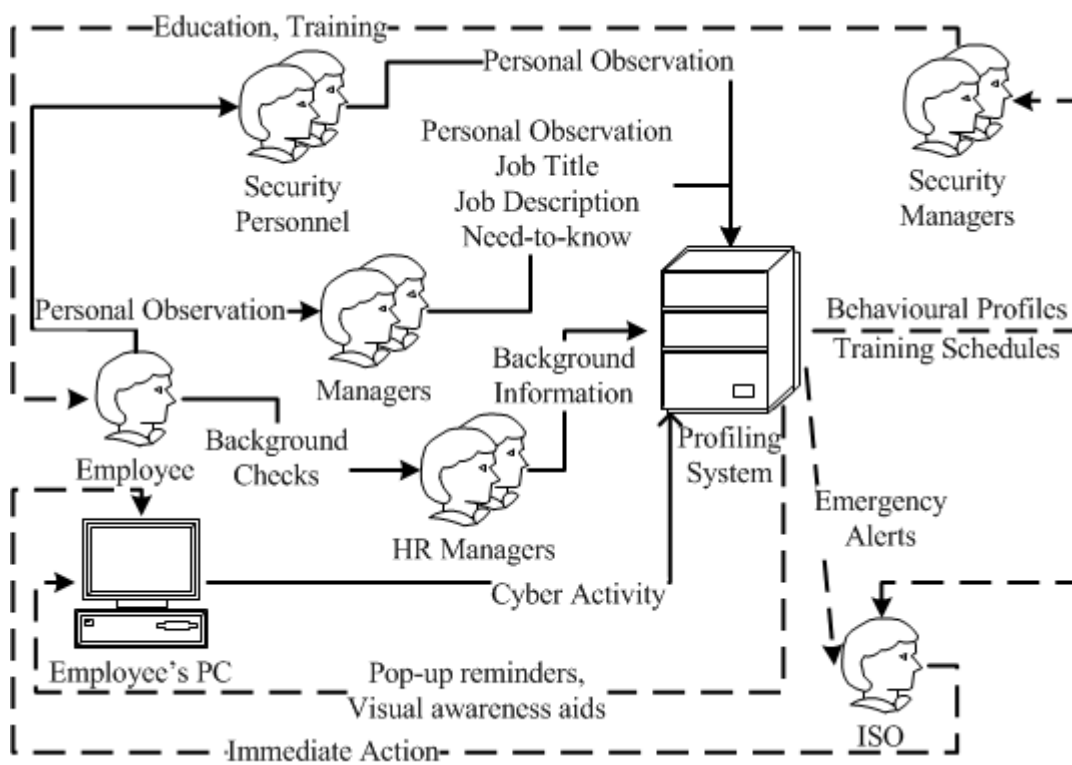 Education, Training
Personal Observation
Personal Observation
Job Title
Job Description
Need-to-know
Security
Personnel
Security
Managers
Personal Observation
Managers
Behavioural Profiles
Training Schedules
Background
Information
Employee
Background
Checks
Profiling
System
HR Managers
Emergency
Alerts
Cyber Activity
Employee's PC
Pop-up reminders,
Visual awareness aids
ISO
Immediate Action